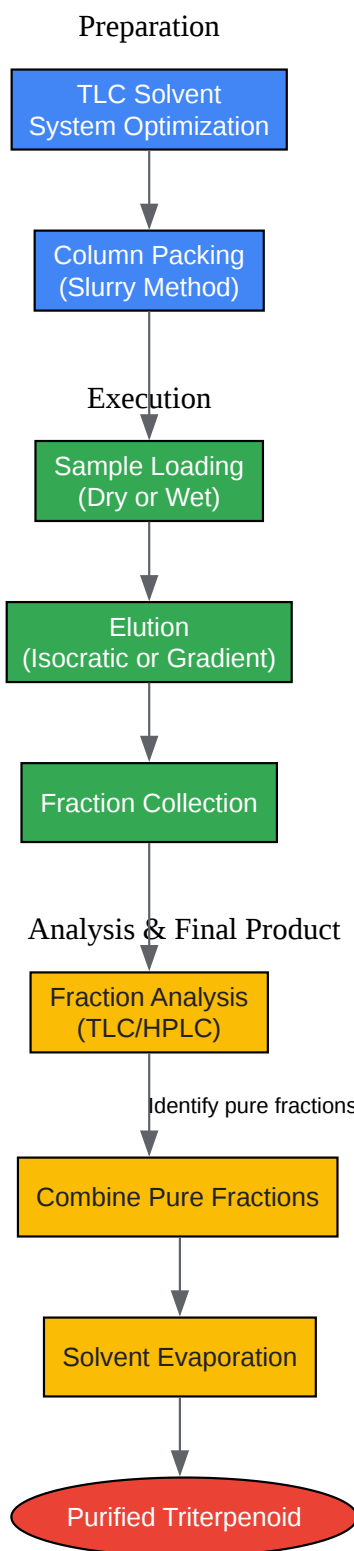 Preparation
TLC Solvent
System Optimization
Column Packing
(Slurry Method)
Execution
Sample Loading
(Dry or Wet)
Elution
(Isocratic or Gradient)
Fraction Collection
Analysis & Final Product
Fraction Analysis
(TLC/HPLC)
Identify pure fractions
Combine Pure Fractions
Solvent Evaporation
Purified Triterpenoid